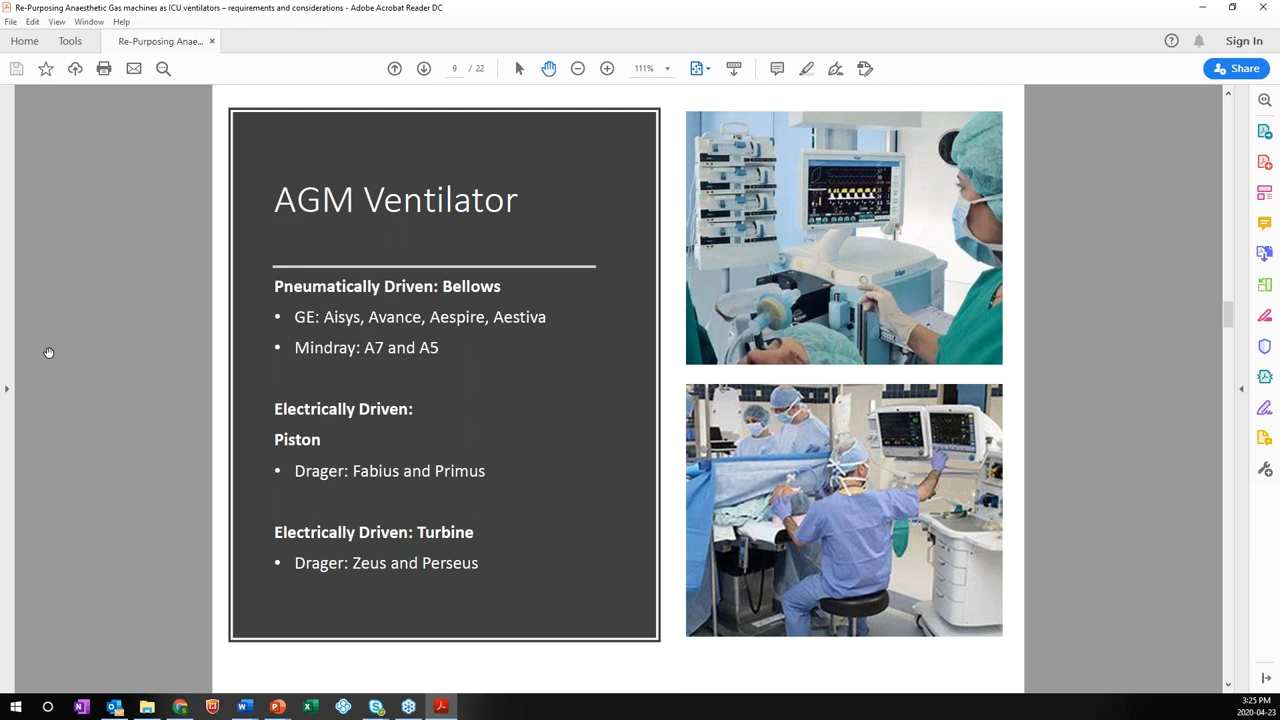 Re-Purposing Anaesthetic Gas machines as ICU ventilators – requirements and considerations - Adobe Acrobat Reader DC
File Edit View Window Help
Home Tools Re-Purposing Anae... × Sign In
9 / 22 111% Share
AGM Ventilator
Pneumatically Driven: Bellows
• GE: Aisys, Avance, Aespire, Aestiva
• Mindray: A7 and A5
Electrically Driven:
Piston
• Drager: Fabius and Primus
Electrically Driven: Turbine
• Drager: Zeus and Perseus
Dräger
3:25 PM
2020-04-23